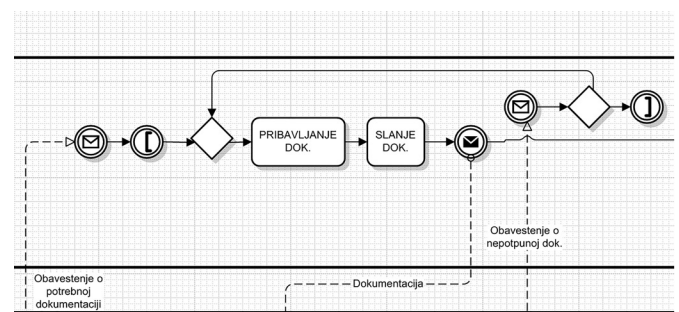 PRIBAVLJANJE
DOK.
SLANJE
DOK.
Obavestenje o
nepotpunoj dok.
Obavestenje o
potrebnoj
dokumentaciji
Dokumentacija